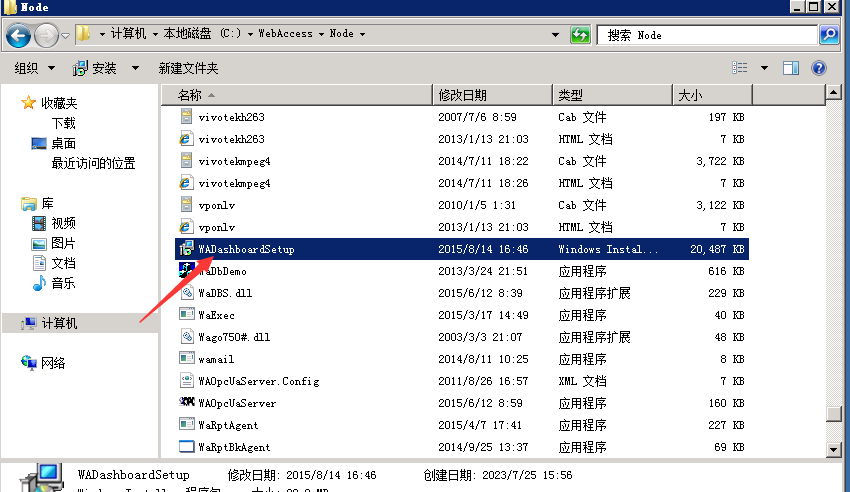 Node
计算机 本地磁盘 (C:) WebAccess Node
搜索 Node
组织 安装 新建文件夹
名称 修改日期 类型 大小
收藏夹
下载
桌面
最近访问的位置
库
视频
图片
文档
音乐
计算机
网络
vivotekh263 2007/7/6 8:59 Cab 文件 197 KB
vivotekh263 2013/1/13 21:03 HTML 文档 7 KB
vivotekmpeg4 2014/7/11 18:22 Cab 文件 3,722 KB
vivotekmpeg4 2014/7/11 18:26 HTML 文档 7 KB
vponlv 2010/1/5 1:31 Cab 文件 3,122 KB
vponlv 2013/1/13 21:03 HTML 文档 7 KB
WADashboardSetup 2015/8/14 16:46 Windows Instal... 20,487 KB
WaDbDemo 2013/3/24 21:51 应用程序 616 KB
WaDBS.dll 2015/6/12 8:39 应用程序扩展 229 KB
WaExec 2015/3/17 14:49 应用程序 40 KB
Wago750#.dll 2003/3/3 21:07 应用程序扩展 48 KB
wamail 2014/8/11 10:25 应用程序 8 KB
WAOpcUaServer.Config 2011/8/26 16:57 XML 文档 7 KB
WAOpcUaServer 2015/6/12 8:59 应用程序 160 KB
WaRptAgent 2015/4/7 17:41 应用程序 227 KB
WaRptBkAgent 2014/9/25 13:37 应用程序 69 KB
WADashboardSetup 修改日期: 2015/8/14 16:46 创建日期: 2023/7/25 15:56